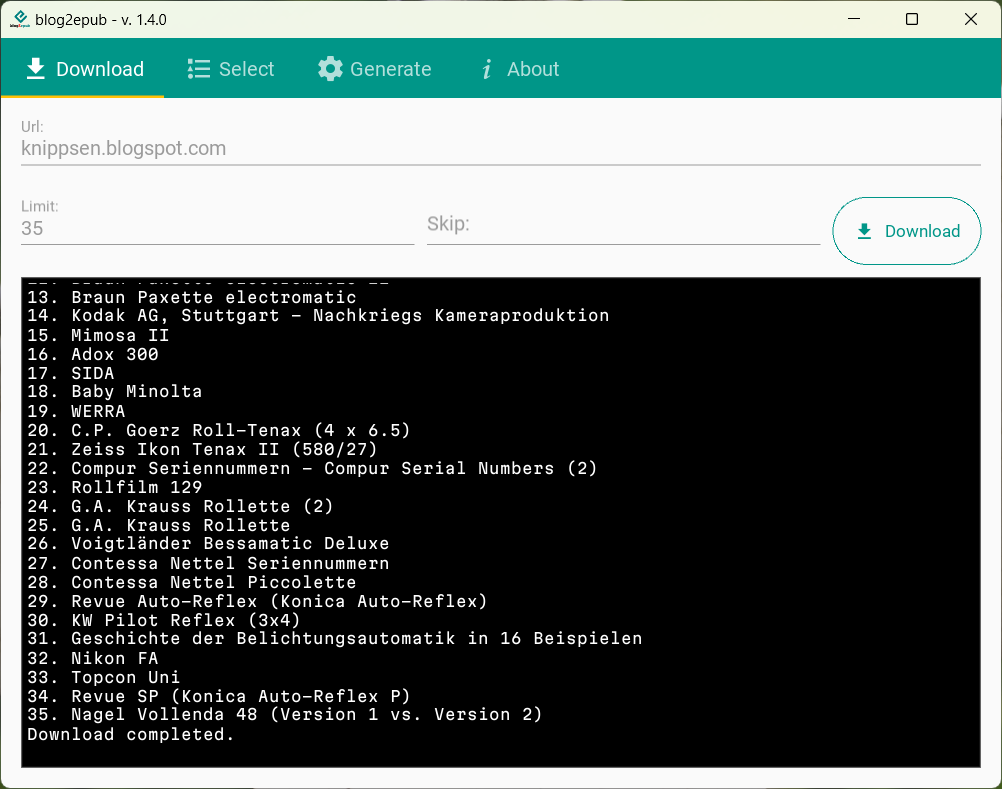 blog2epub
blog2epub - v. 1.4.0
Download
Select
Generate
About
Url:
knippsen.blogspot.com
Limit:
35
Skip:
Download
13. Braun Paxette electromatic
14. Kodak AG, Stuttgart - Nachkriegs Kameraproduktion
15. Mimosa II
16. Adox 300
17. SIDA
18. Baby Minolta
19. WERRA
20. C.P. Goerz Roll-Tenax (4 x 6.5)
21. Zeiss Ikon Tenax II (580/27)
22. Compur Seriennummern - Compur Serial Numbers (2)
23. Rollfilm 129
24. G.A. Krauss Rollette (2)
25. G.A. Krauss Rollette
26. Voigtländer Bessamatic Deluxe
27. Contessa Nettel Seriennummern
28. Contessa Nettel Piccolette
29. Revue Auto-Reflex (Konica Auto-Reflex)
30. KW Pilot Reflex (3x4)
31. Geschichte der Belichtungsautomatik in 16 Beispielen
32. Nikon FA
33. Topcon Uni
34. Revue SP (Konica Auto-Reflex P)
35. Nagel Vollenda 48 (Version 1 vs. Version 2)
Download completed.